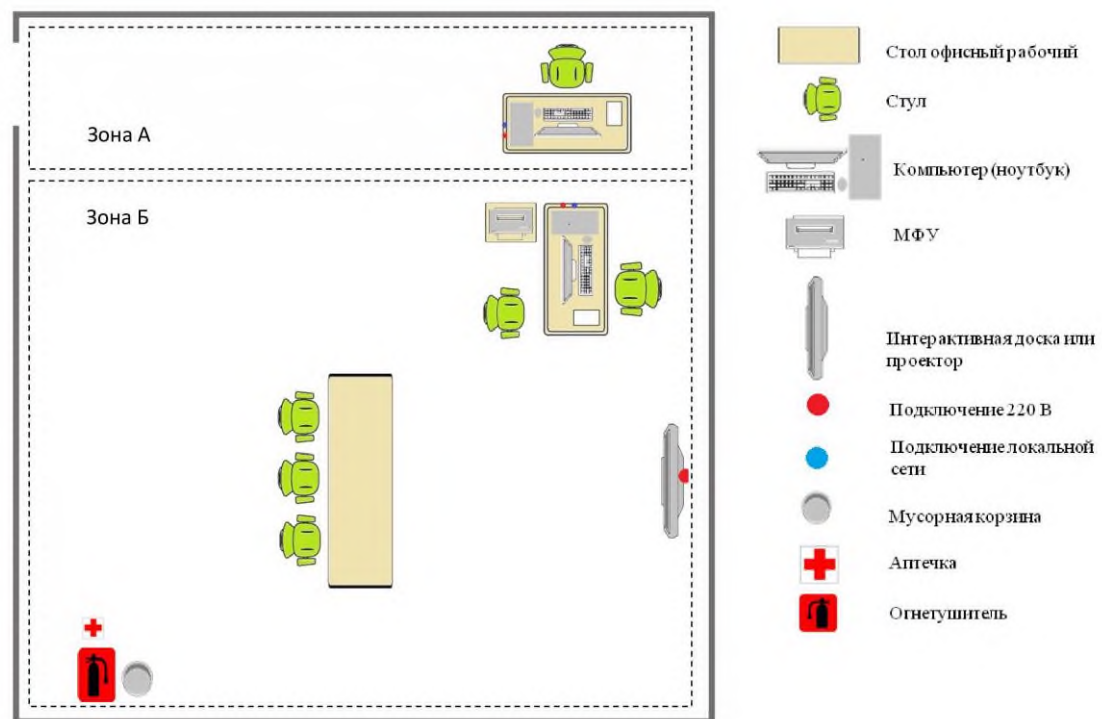 Зона А
Зона Б
Стол офисный рабочий
Стул
Компьютер (ноутбук)
МФУ
Интерактивная доска или
проектор
Подключение 220 В
Подключение локальной
сети
Мусорная корзина
Аптечка
Огнетушитель